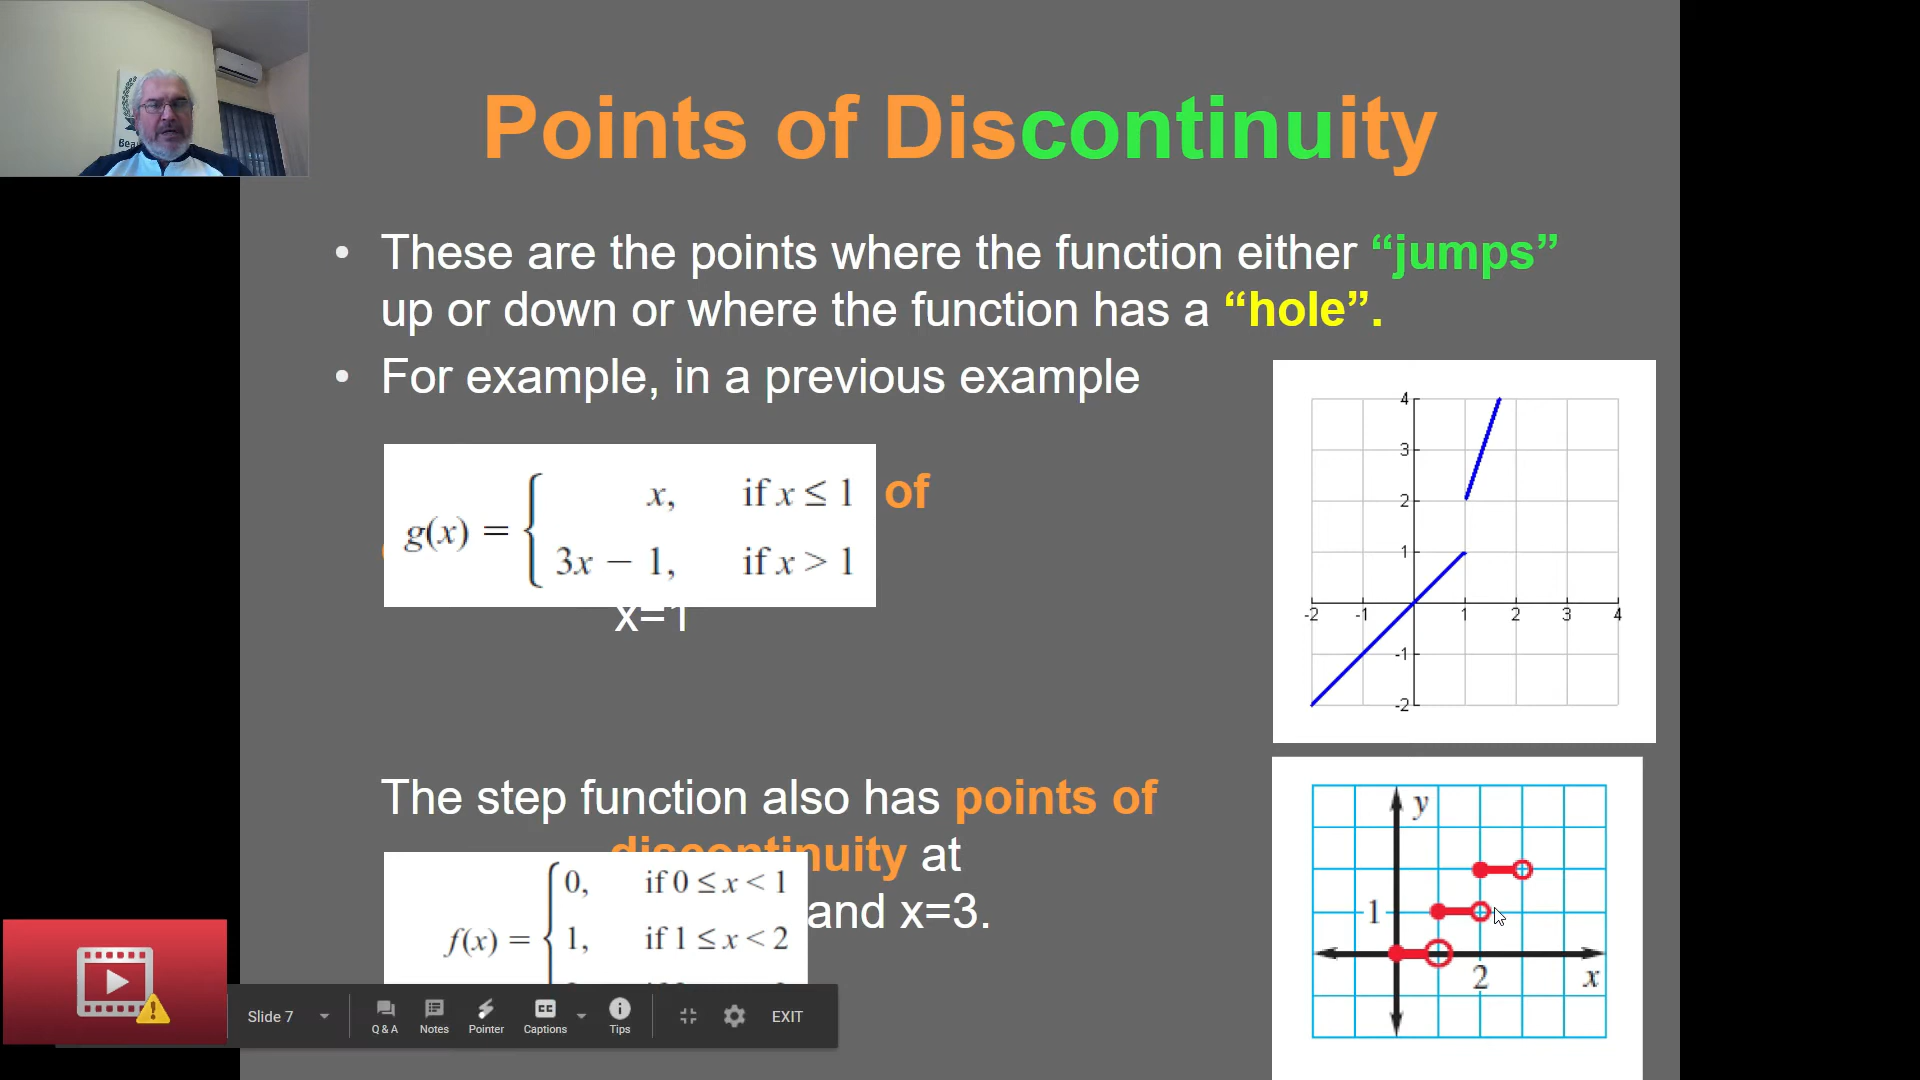 Points of Discontinuity
• These are the points where the function either “jumps”
up or down or where the function has a “hole”.
• For example, in a previous example
of
g(x) = { x, if x ≤ 1
3x − 1, if x > 1
x=1
4
3
2
1
-2 -1 1 2 3 4
-1
-2
The step function also has points of
discontinuity at
and x=3.
f(x) = { 0, if 0 ≤ x < 1
1, if 1 ≤ x < 2
y
1
2 x
Slide 7
Q & A
Notes
Pointer
CC
Captions
Tips
EXIT